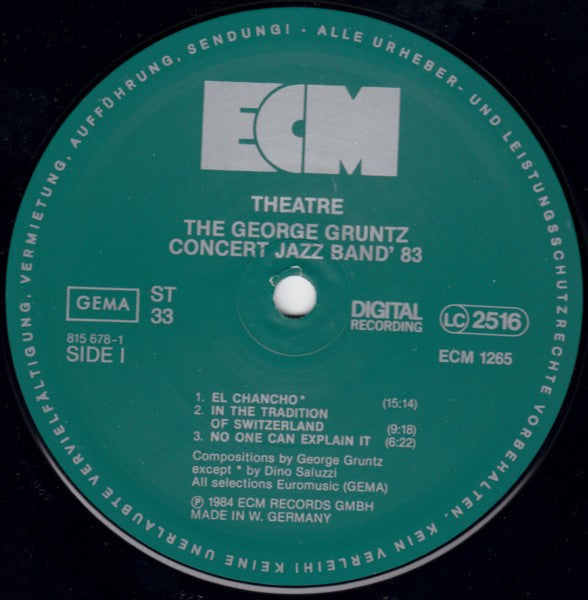 KEINE UNERLAUBTE VERVIELFÄLTIGUNG, VERMIETUNG, AUFFÜHRUNG, SENDUNG! - ALLE URHEBER- UND LEISTUNGSSCHUTZRECHTE VORBEHALTEN. KEIN VERLEIH!
ECM
THEATRE
THE GEORGE GRUNTZ
CONCERT JAZZ BAND' 83
GEMA
ST
33
DIGITAL
RECORDING
LC 2516
815 678-1
SIDE I
ECM 1265
1. EL CHANCHO* (15:14)
2. IN THE TRADITION
OF SWITZERLAND (9:18)
3. NO ONE CAN EXPLAIN IT (6:22)
Compositions by George Gruntz
except * by Dino Saluzzi
All selections Euromusic (GEMA)
℗ 1984 ECM RECORDS GMBH
MADE IN W. GERMANY